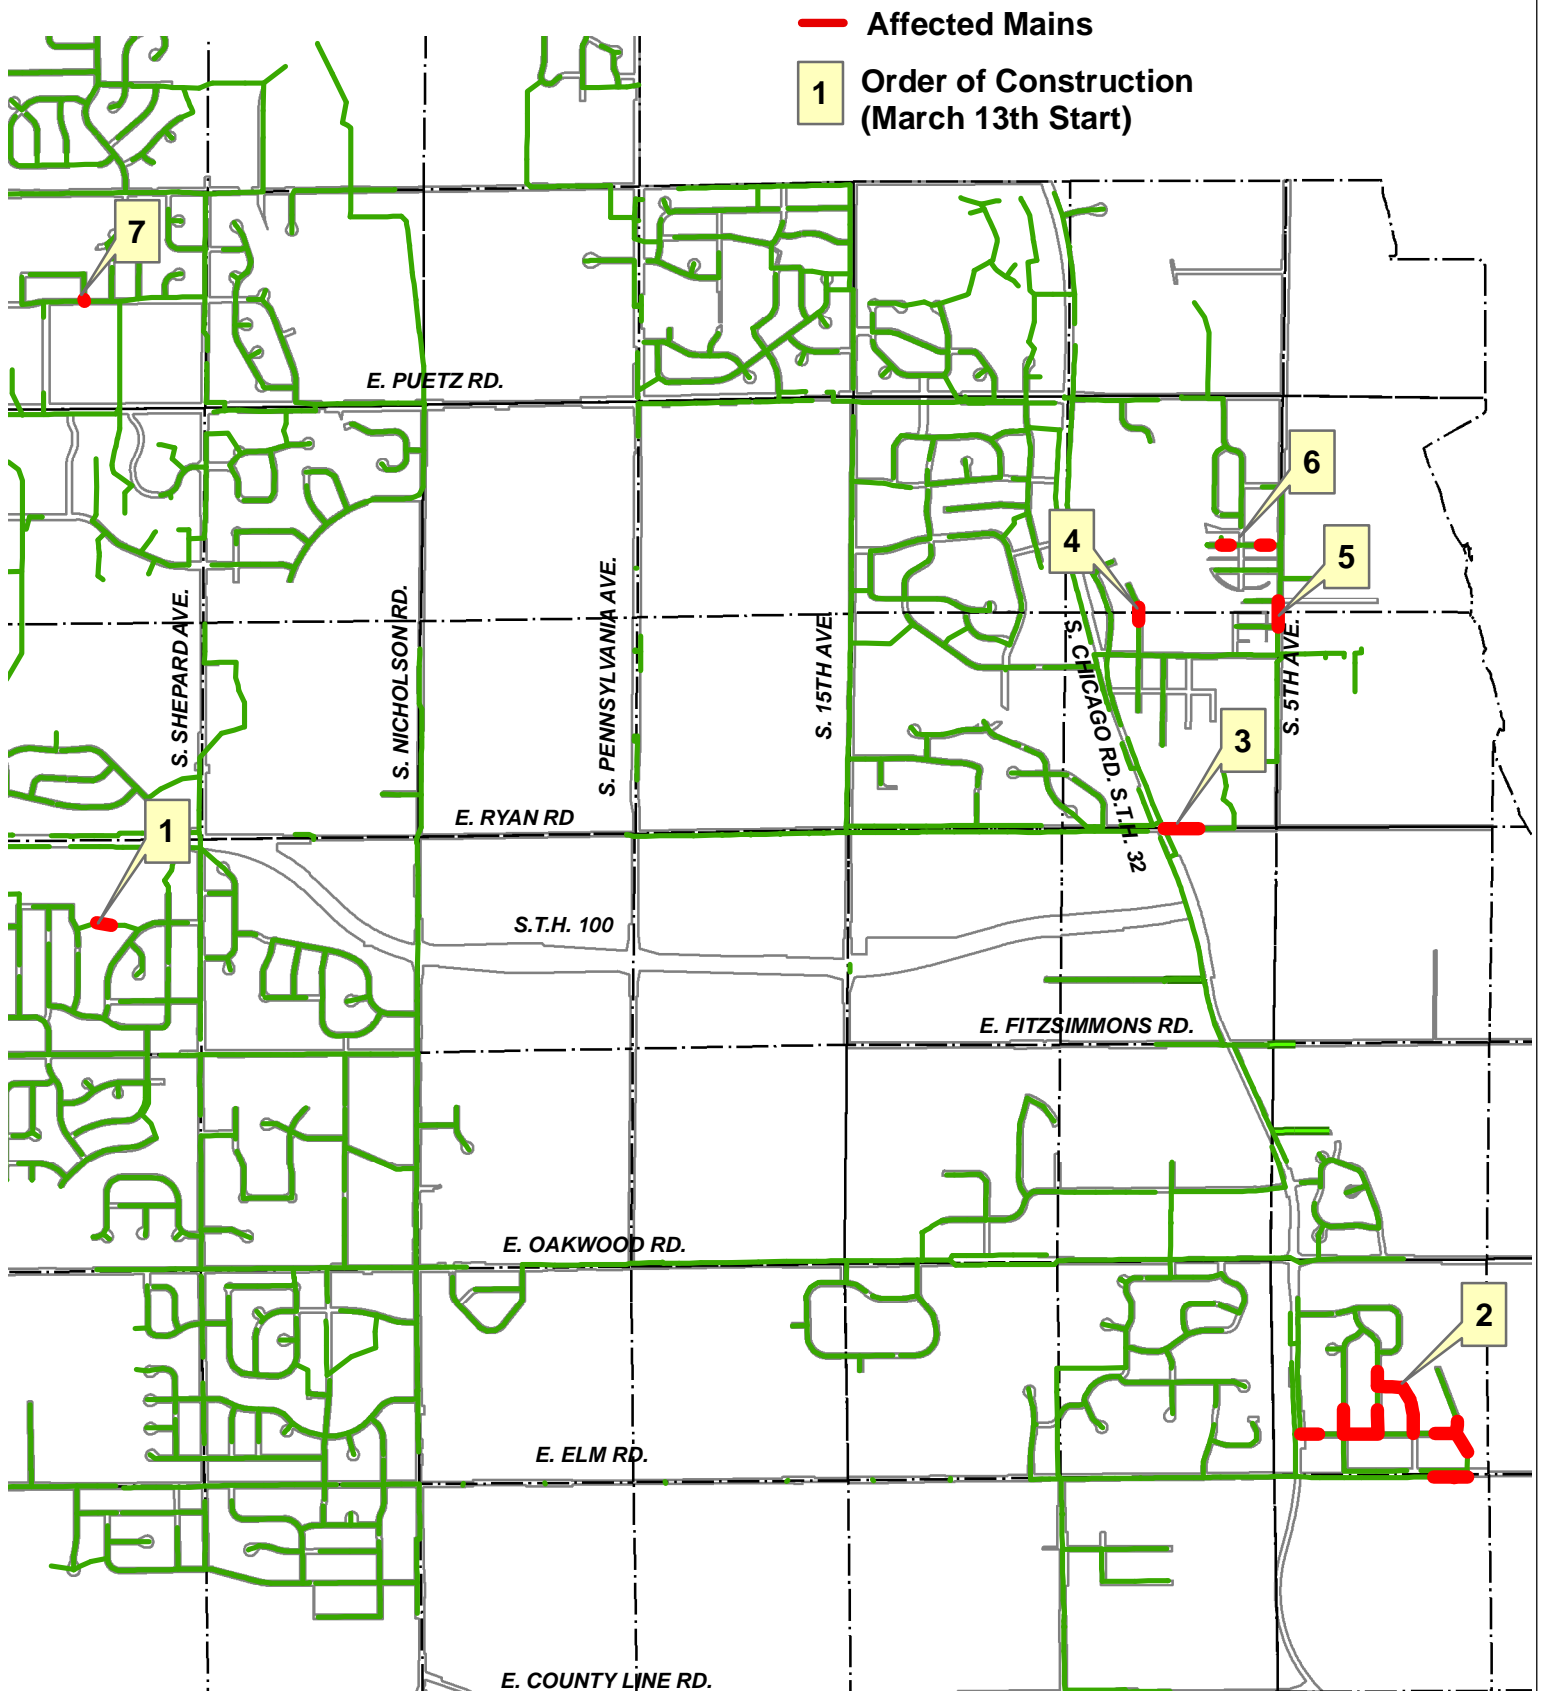 Affected Mains
1
Order of Construction
(March 13th Start)
7
E. PUETZ RD.
6
4
5
S. SHEPARD AVE.
S. NICHOLSON RD.
S. PENNSYLVANIA AVE.
S. 15TH AVE.
S. CHICAGO RD. S.T.H. 32
S. 5TH AVE.
3
1
E. RYAN RD
S.T.H. 100
E. FITZSIMMONS RD.
E. OAKWOOD RD.
2
E. ELM RD.
E. COUNTY LINE RD.